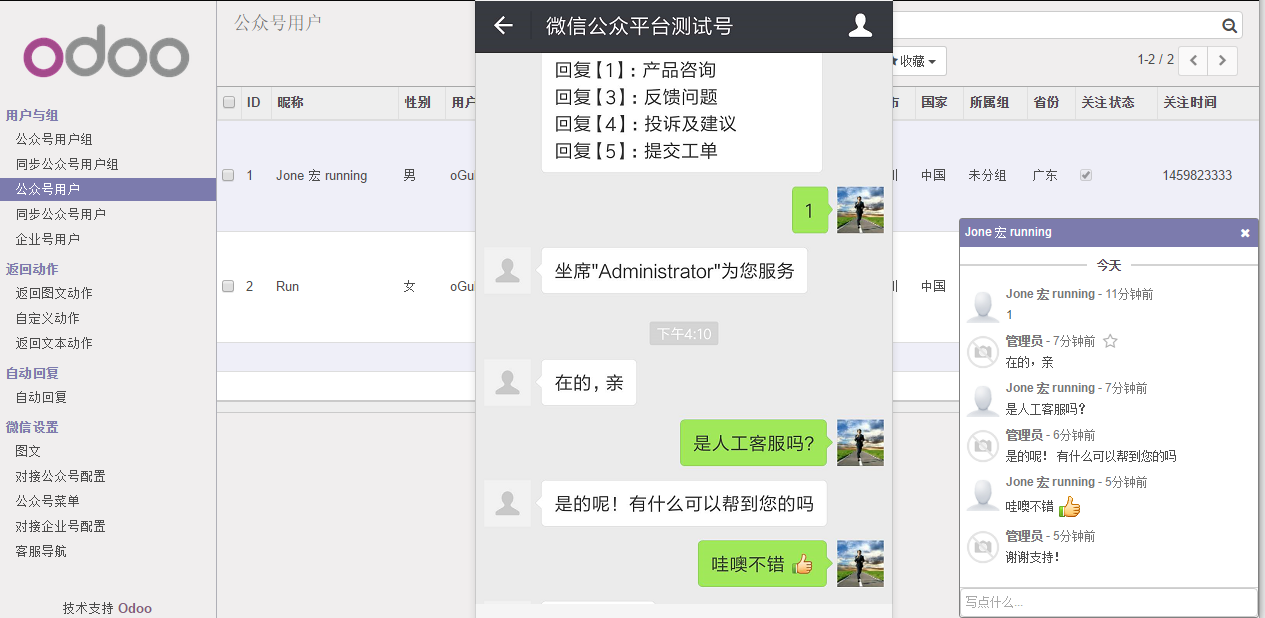 odoo
用户与组
公众号用户组
同步公众号用户组
公众号用户
同步公众号用户
企业号用户
返回动作
返回图文动作
自定义动作
返回文本动作
自动回复
自动回复
微信设置
图文
对接公众号配置
公众号菜单
对接企业号配置
客服导航
技术支持 Odoo
公众号用户
收藏
1-2 / 2
ID 昵称 性别 用户 国家 所属组 省份 关注状态 关注时间
1 Jone 宏 running 男 oGu 中国 未分组 广东 1459823333
2 Run 女 oGu 中国
微信公众平台测试号
回复【1】: 产品咨询
回复【3】: 反馈问题
回复【4】: 投诉及建议
回复【5】: 提交工单
1
坐席"Administrator"为您服务
下午4:10
在的，亲
是人工客服吗?
是的呢！有什么可以帮到您的吗
哇噢不错
Jone 宏 running ×
今天
Jone 宏 running - 11分钟前
1
管理员 - 7分钟前
在的，亲
Jone 宏 running - 7分钟前
是人工客服吗?
管理员 - 6分钟前
是的呢！有什么可以帮到您的吗
Jone 宏 running - 5分钟前
哇噢不错
管理员 - 5分钟前
谢谢支持!
写点什么...